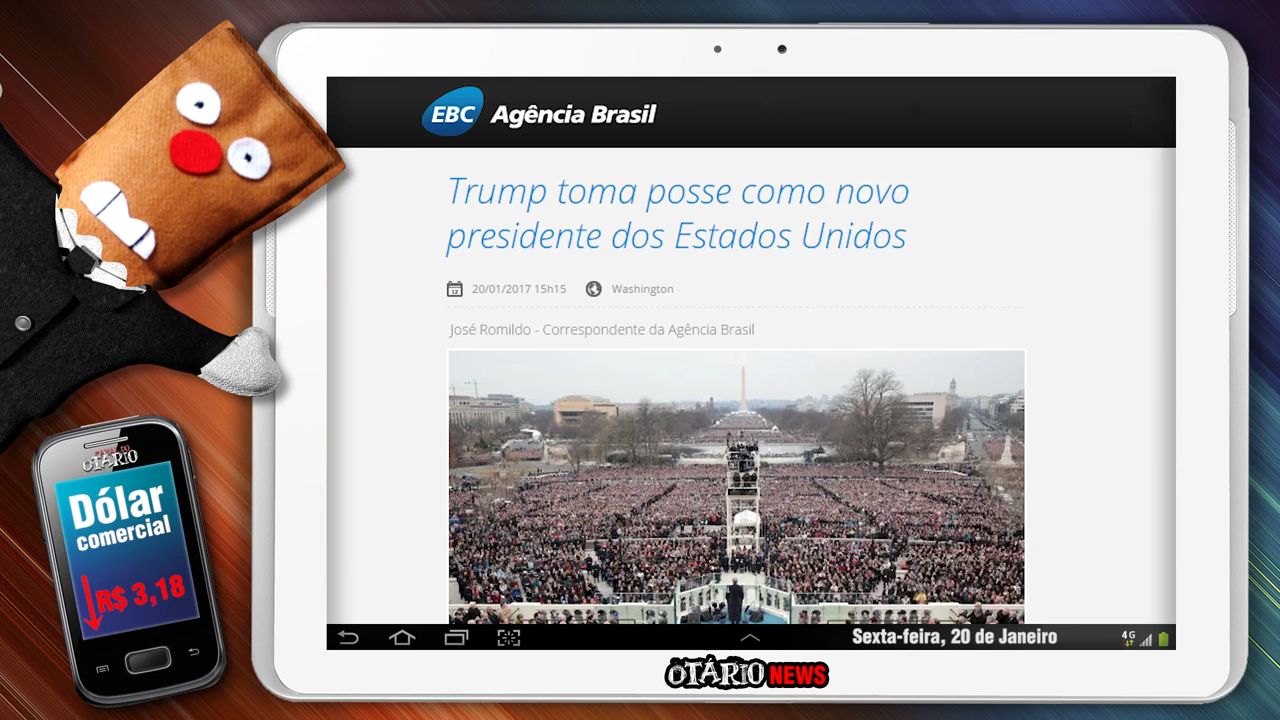 EBC Agência Brasil
Trump toma posse como novo
presidente dos Estados Unidos
20/01/2017 15h15 Washington
José Romildo - Correspondente da Agência Brasil
OTÁRIO
Dólar
comercial
R$ 3,18
Sexta-feira, 20 de Janeiro
4G
OTÁRIO NEWS